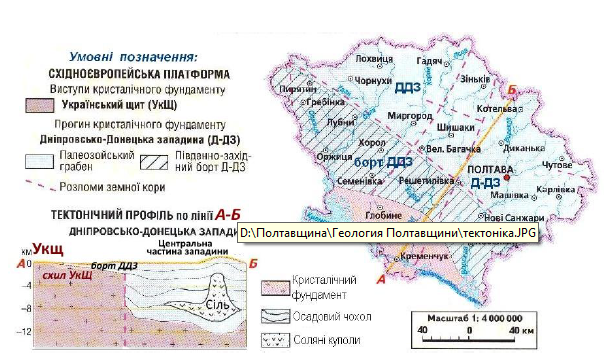 Умовні позначення:
СХІДНОЄВРОПЕЙСЬКА ПЛАТФОРМА
Виступи кристалічного фундаменту
Український щит (УкЩ)
Прогин кристалічного фундаменту
Дніпровсько-Донецька западина (Д-ДЗ)
Палеозойський грабен
Південно-захід-
ний борт Д-ДЗ
Розломи земної кори
ТЕКТОНІЧНИЙ ПРОФІЛЬ по лінії А-Б
ДНІПРОВСЬКО-ДОНЕЦЬКА ЗАПАДИ
Центральна
частина западини
км
УКЩ
А
борт ДДЗ
Б
0
схил УкЩ
-4
-8
-12
Сіль
Кристалічний
фундамент
Осадовий чохол
Соляні куполи
D:\Полтавщина\Геология Полтавщини\тектоніка.JPG
Лохвиця
Гадяч
Чорнухи
ДДЗ
Зіньків
Пирятин
Гребінка
Б
Котельва
Лубни
Миргород
Шишаки
Хорол
Вел. Багачка
Диканька
Оржиця
борт ДДЗ
ПОЛТАВА
Чутове
Семенівка
Решетилівка
Д-ДЗ
Карлівка
Машівка
Глобине
Нові Санжари
Кременчук
А
Масштаб 1: 4 000 000
40 0 40 км